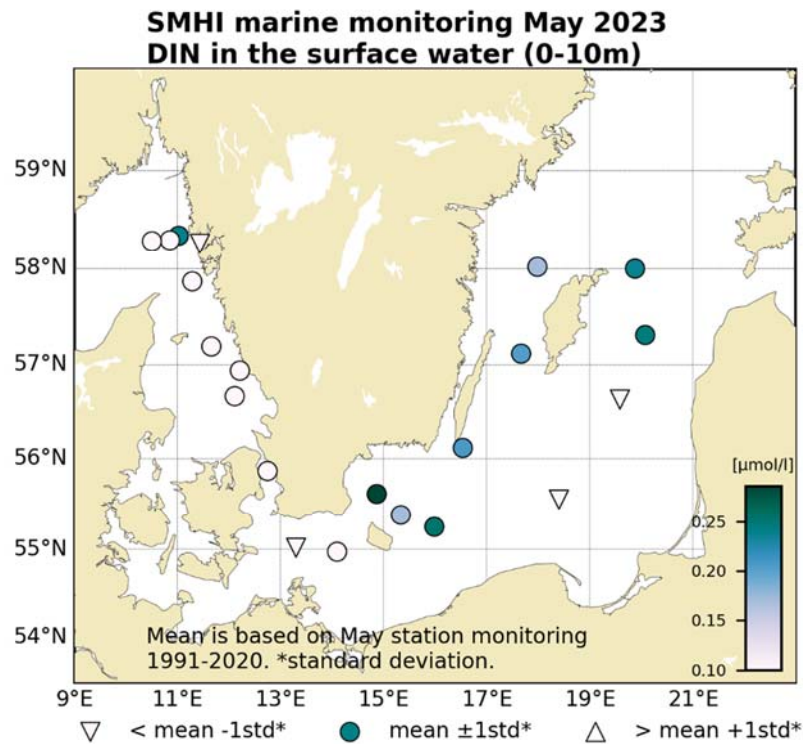 SMHI marine monitoring May 2023
DIN in the surface water (0-10m)
59°N
58°N
57°N
56°N
55°N
54°N
[μmol/l]
0.25
0.20
0.15
0.10
Mean is based on May station monitoring
1991-2020. *standard deviation.
9°E 11°E 13°E 15°E 17°E 19°E 21°E
< mean -1std* mean ±1std* > mean +1std*